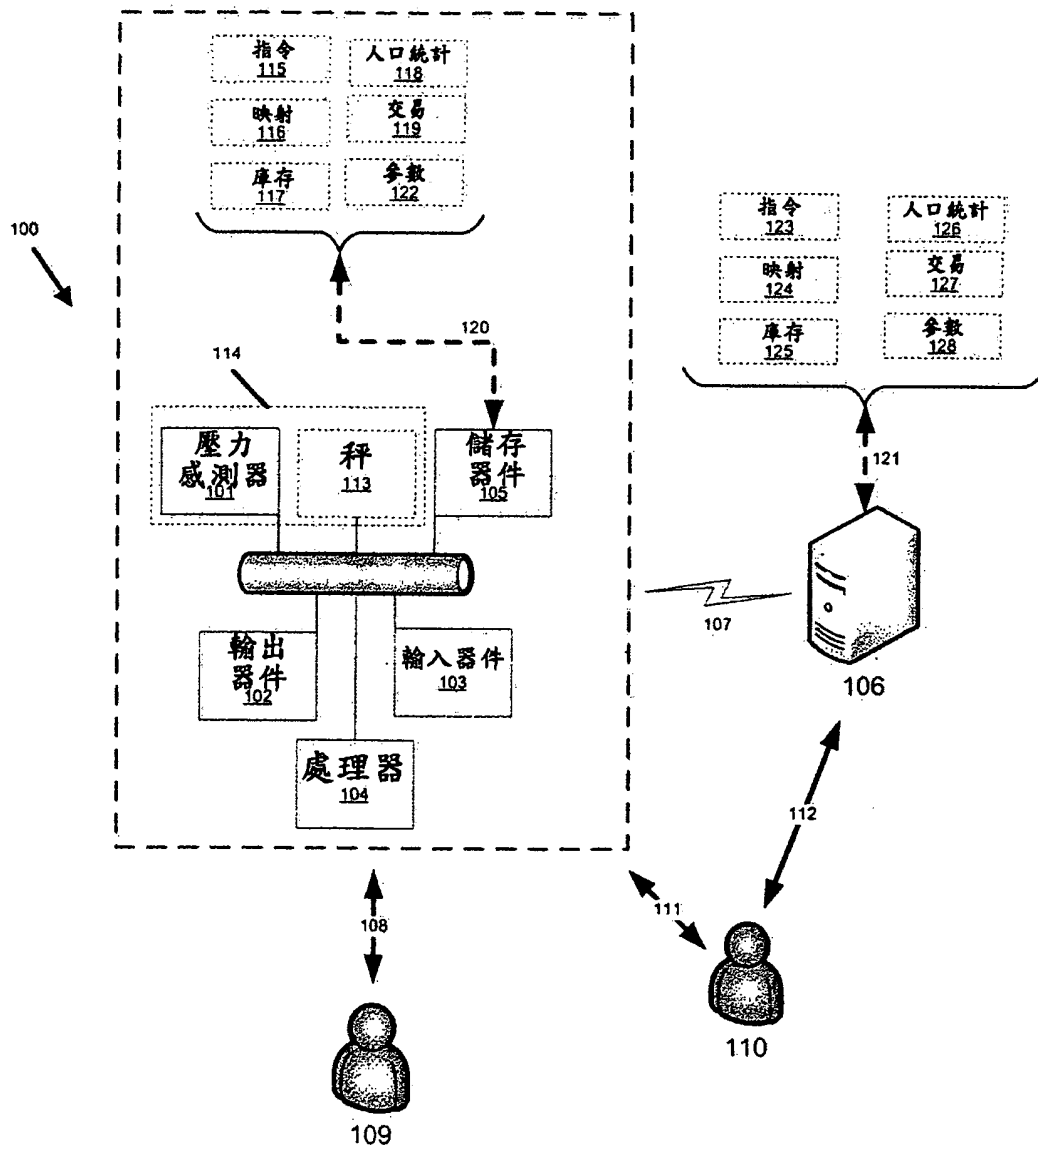 指令
115
人口統計
118
映射
116
交易
119
庫存
117
參數
122
100
指令
123
人口統計
126
映射
124
交易
127
庫存
125
參數
128
120
114
121
壓力
感測器
101
秤
113
儲存
器件
105
107
106
輸出
器件
102
輸入器件
103
處理器
104
112
111
108
110
109